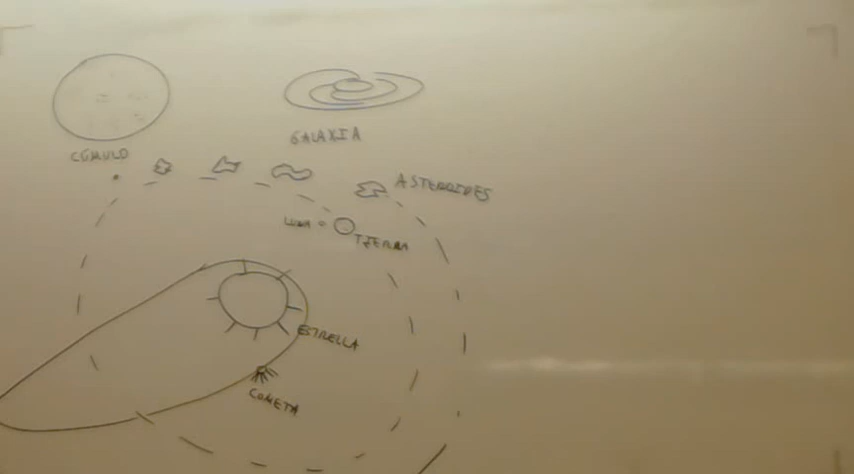 CÚMULO
GALAXIA
ASTEROIDES
LUNA
TIERRA
ESTRELLA
COMETA